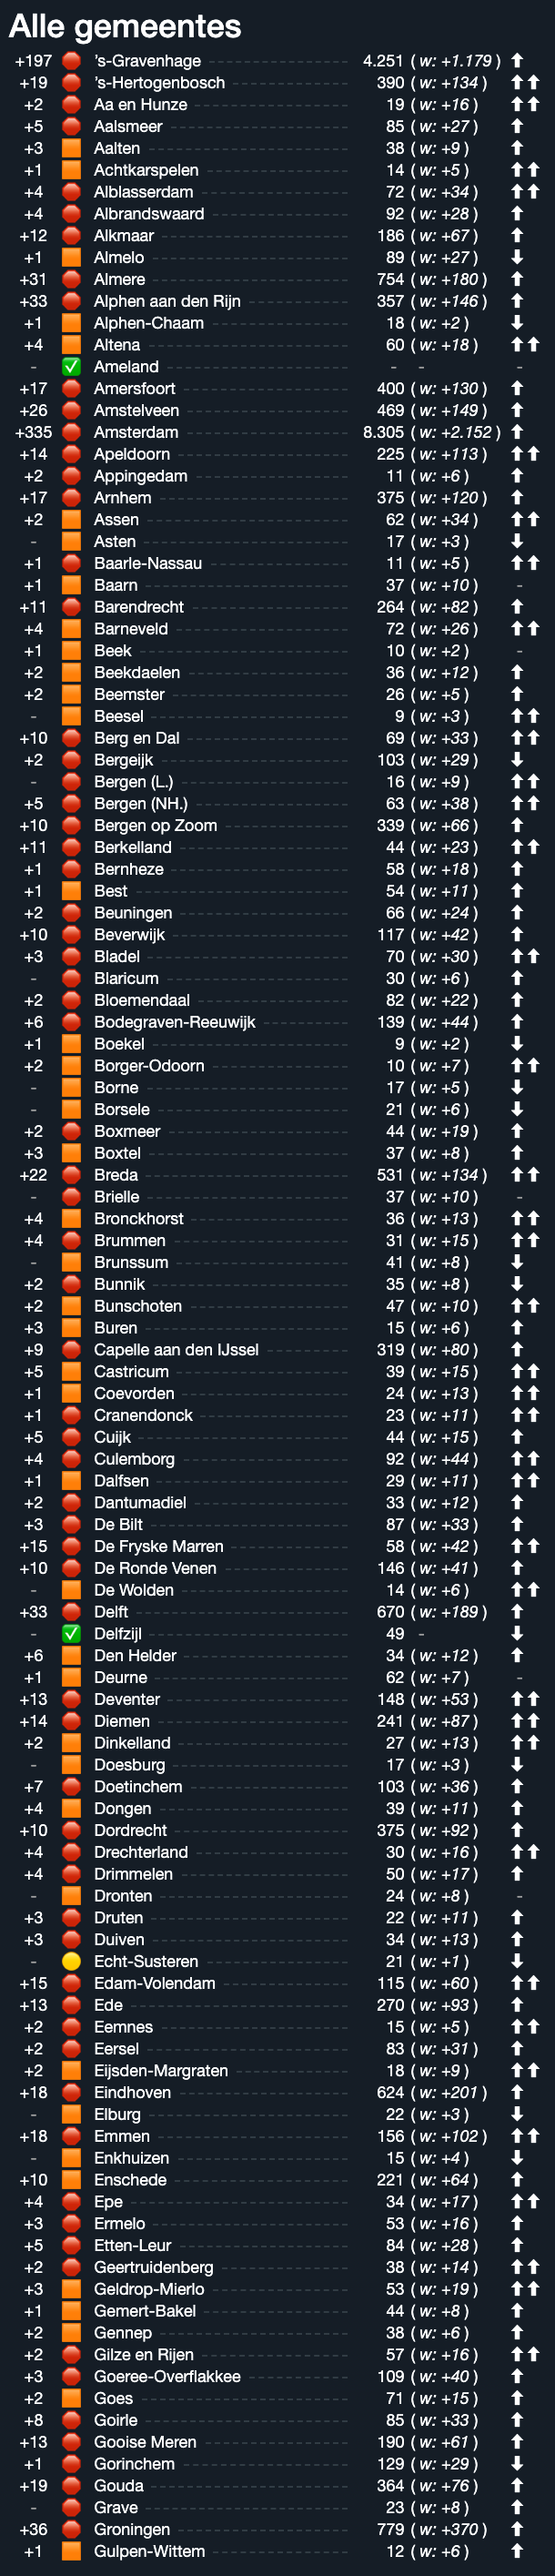 Alle gemeentes
+197 's-Gravenhage 4.251 ( w: +1.179 )
+19 's-Hertogenbosch 390 ( w: +134 )
+2 Aa en Hunze 19 ( w: +16 )
+5 Aalsmeer 85 ( w: +27 )
+3 Aalten 38 ( w: +9 )
+1 Achtkarspelen 14 ( w: +5 )
+4 Alblasserdam 72 ( w: +34 )
+4 Albrandswaard 92 ( w: +28 )
+12 Alkmaar 186 ( w: +67 )
+1 Almelo 89 ( w: +27 )
+31 Almere 754 ( w: +180 )
+33 Alphen aan den Rijn 357 ( w: +146 )
+1 Alphen-Chaam 18 ( w: +2 )
+4 Altena 60 ( w: +18 )
- Ameland - - -
+17 Amersfoort 400 ( w: +130 )
+26 Amstelveen 469 ( w: +149 )
+335 Amsterdam 8.305 ( w: +2.152 )
+14 Apeldoorn 225 ( w: +113 )
+2 Appingedam 11 ( w: +6 )
+17 Arnhem 375 ( w: +120 )
+2 Assen 62 ( w: +34 )
- Asten 17 ( w: +3 )
+1 Baarle-Nassau 11 ( w: +5 )
+1 Baarn 37 ( w: +10 ) -
+11 Barendrecht 264 ( w: +82 )
+4 Barneveld 72 ( w: +26 )
+1 Beek 10 ( w: +2 ) -
+2 Beekdaelen 36 ( w: +12 )
+2 Beemster 26 ( w: +5 )
- Beesel 9 ( w: +3 )
+10 Berg en Dal 69 ( w: +33 )
+2 Bergeijk 103 ( w: +29 )
- Bergen (L.) 16 ( w: +9 )
+5 Bergen (NH.) 63 ( w: +38 )
+10 Bergen op Zoom 339 ( w: +66 )
+11 Berkelland 44 ( w: +23 )
+1 Bernheze 58 ( w: +18 )
+1 Best 54 ( w: +11 )
+2 Beuningen 66 ( w: +24 )
+10 Beverwijk 117 ( w: +42 )
+3 Bladel 70 ( w: +30 )
- Blaricum 30 ( w: +6 )
+2 Bloemendaal 82 ( w: +22 )
+6 Bodegraven-Reeuwijk 139 ( w: +44 )
+1 Boekel 9 ( w: +2 )
+2 Borger-Odoorn 10 ( w: +7 )
- Borne 17 ( w: +5 )
- Borsele 21 ( w: +6 )
+2 Boxmeer 44 ( w: +19 )
+3 Boxtel 37 ( w: +8 )
+22 Breda 531 ( w: +134 )
- Brielle 37 ( w: +10 ) -
+4 Bronckhorst 36 ( w: +13 )
+4 Brummen 31 ( w: +15 )
- Brunssum 41 ( w: +8 )
+2 Bunnik 35 ( w: +8 )
+2 Bunschoten 47 ( w: +10 )
+3 Buren 15 ( w: +6 )
+9 Capelle aan den IJssel 319 ( w: +80 )
+5 Castricum 39 ( w: +15 )
+1 Coevorden 24 ( w: +13 )
+1 Cranendonck 23 ( w: +11 )
+5 Cuijk 44 ( w: +15 )
+4 Culemborg 92 ( w: +44 )
+1 Dalfsen 29 ( w: +11 )
+2 Dantumadiel 33 ( w: +12 )
+3 De Bilt 87 ( w: +33 )
+15 De Fryske Marren 58 ( w: +42 )
+10 De Ronde Venen 146 ( w: +41 )
- De Wolden 14 ( w: +6 )
+33 Delft 670 ( w: +189 )
- Delfzijl 49 -
+6 Den Helder 34 ( w: +12 )
+1 Deurne 62 ( w: +7 ) -
+13 Deventer 148 ( w: +53 )
+14 Diemen 241 ( w: +87 )
+2 Dinkelland 27 ( w: +13 )
- Doesburg 17 ( w: +3 )
+7 Doetinchem 103 ( w: +36 )
+4 Dongen 39 ( w: +11 )
+10 Dordrecht 375 ( w: +92 )
+4 Drechterland 30 ( w: +16 )
+4 Drimmelen 50 ( w: +17 )
- Dronten 24 ( w: +8 ) -
+3 Druten 22 ( w: +11 )
+3 Duiven 34 ( w: +13 )
- Echt-Susteren 21 ( w: +1 )
+15 Edam-Volendam 115 ( w: +60 )
+13 Ede 270 ( w: +93 )
+2 Eemnes 15 ( w: +5 )
+2 Eersel 83 ( w: +31 )
+2 Eijsden-Margraten 18 ( w: +9 )
+18 Eindhoven 624 ( w: +201 )
- Elburg 22 ( w: +3 )
+18 Emmen 156 ( w: +102 )
- Enkhuizen 15 ( w: +4 )
+10 Enschede 221 ( w: +64 )
+4 Epe 34 ( w: +17 )
+3 Ermelo 53 ( w: +16 )
+5 Etten-Leur 84 ( w: +28 )
+2 Geertruidenberg 38 ( w: +14 )
+3 Geldrop-Mierlo 53 ( w: +19 )
+1 Gemert-Bakel 44 ( w: +8 )
+2 Gennep 38 ( w: +6 )
+2 Gilze en Rijen 57 ( w: +16 )
+3 Goeree-Overflakkee 109 ( w: +40 )
+2 Goes 71 ( w: +15 )
+8 Goirle 85 ( w: +33 )
+13 Gooise Meren 190 ( w: +61 )
+1 Gorinchem 129 ( w: +29 )
+19 Gouda 364 ( w: +76 )
- Grave 23 ( w: +8 )
+36 Groningen 779 ( w: +370 )
+1 Gulpen-Wittem 12 ( w: +6 )